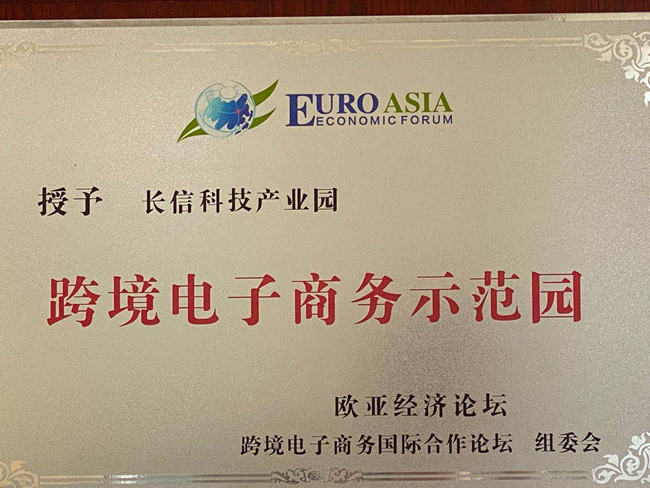 EURO ASIA
ECONOMIC FORUM
授予 长信科技产业园
跨境电子商务示范园
欧亚经济论坛
跨境电子商务国际合作论坛 组委会